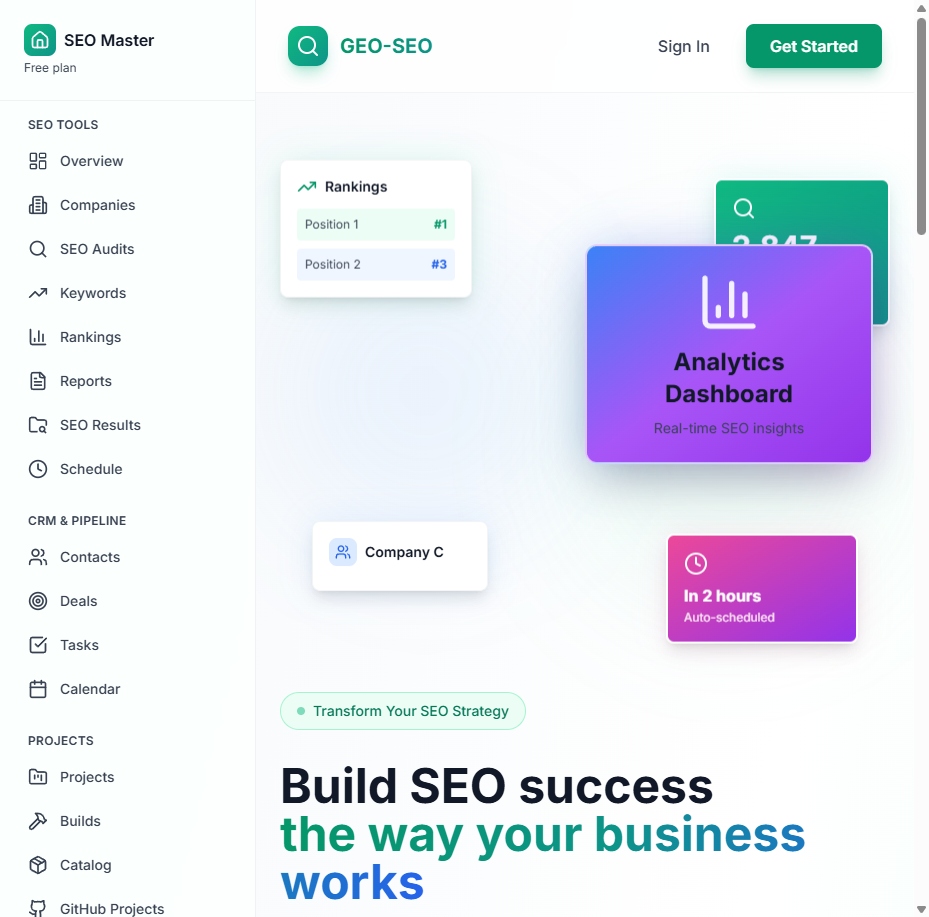 SEO Master
Free plan
SEO TOOLS
Overview
Companies
SEO Audits
Keywords
Rankings
Reports
SEO Results
Schedule
CRM & PIPELINE
Contacts
Deals
Tasks
Calendar
PROJECTS
Projects
Builds
Catalog
GitHub Projects
GEO-SEO
Sign In
Get Started
Rankings
Position 1 #1
Position 2 #3
Analytics
Dashboard
Real-time SEO insights
Company C
In 2 hours
Auto-scheduled
Transform Your SEO Strategy
Build SEO success
the way your business
works